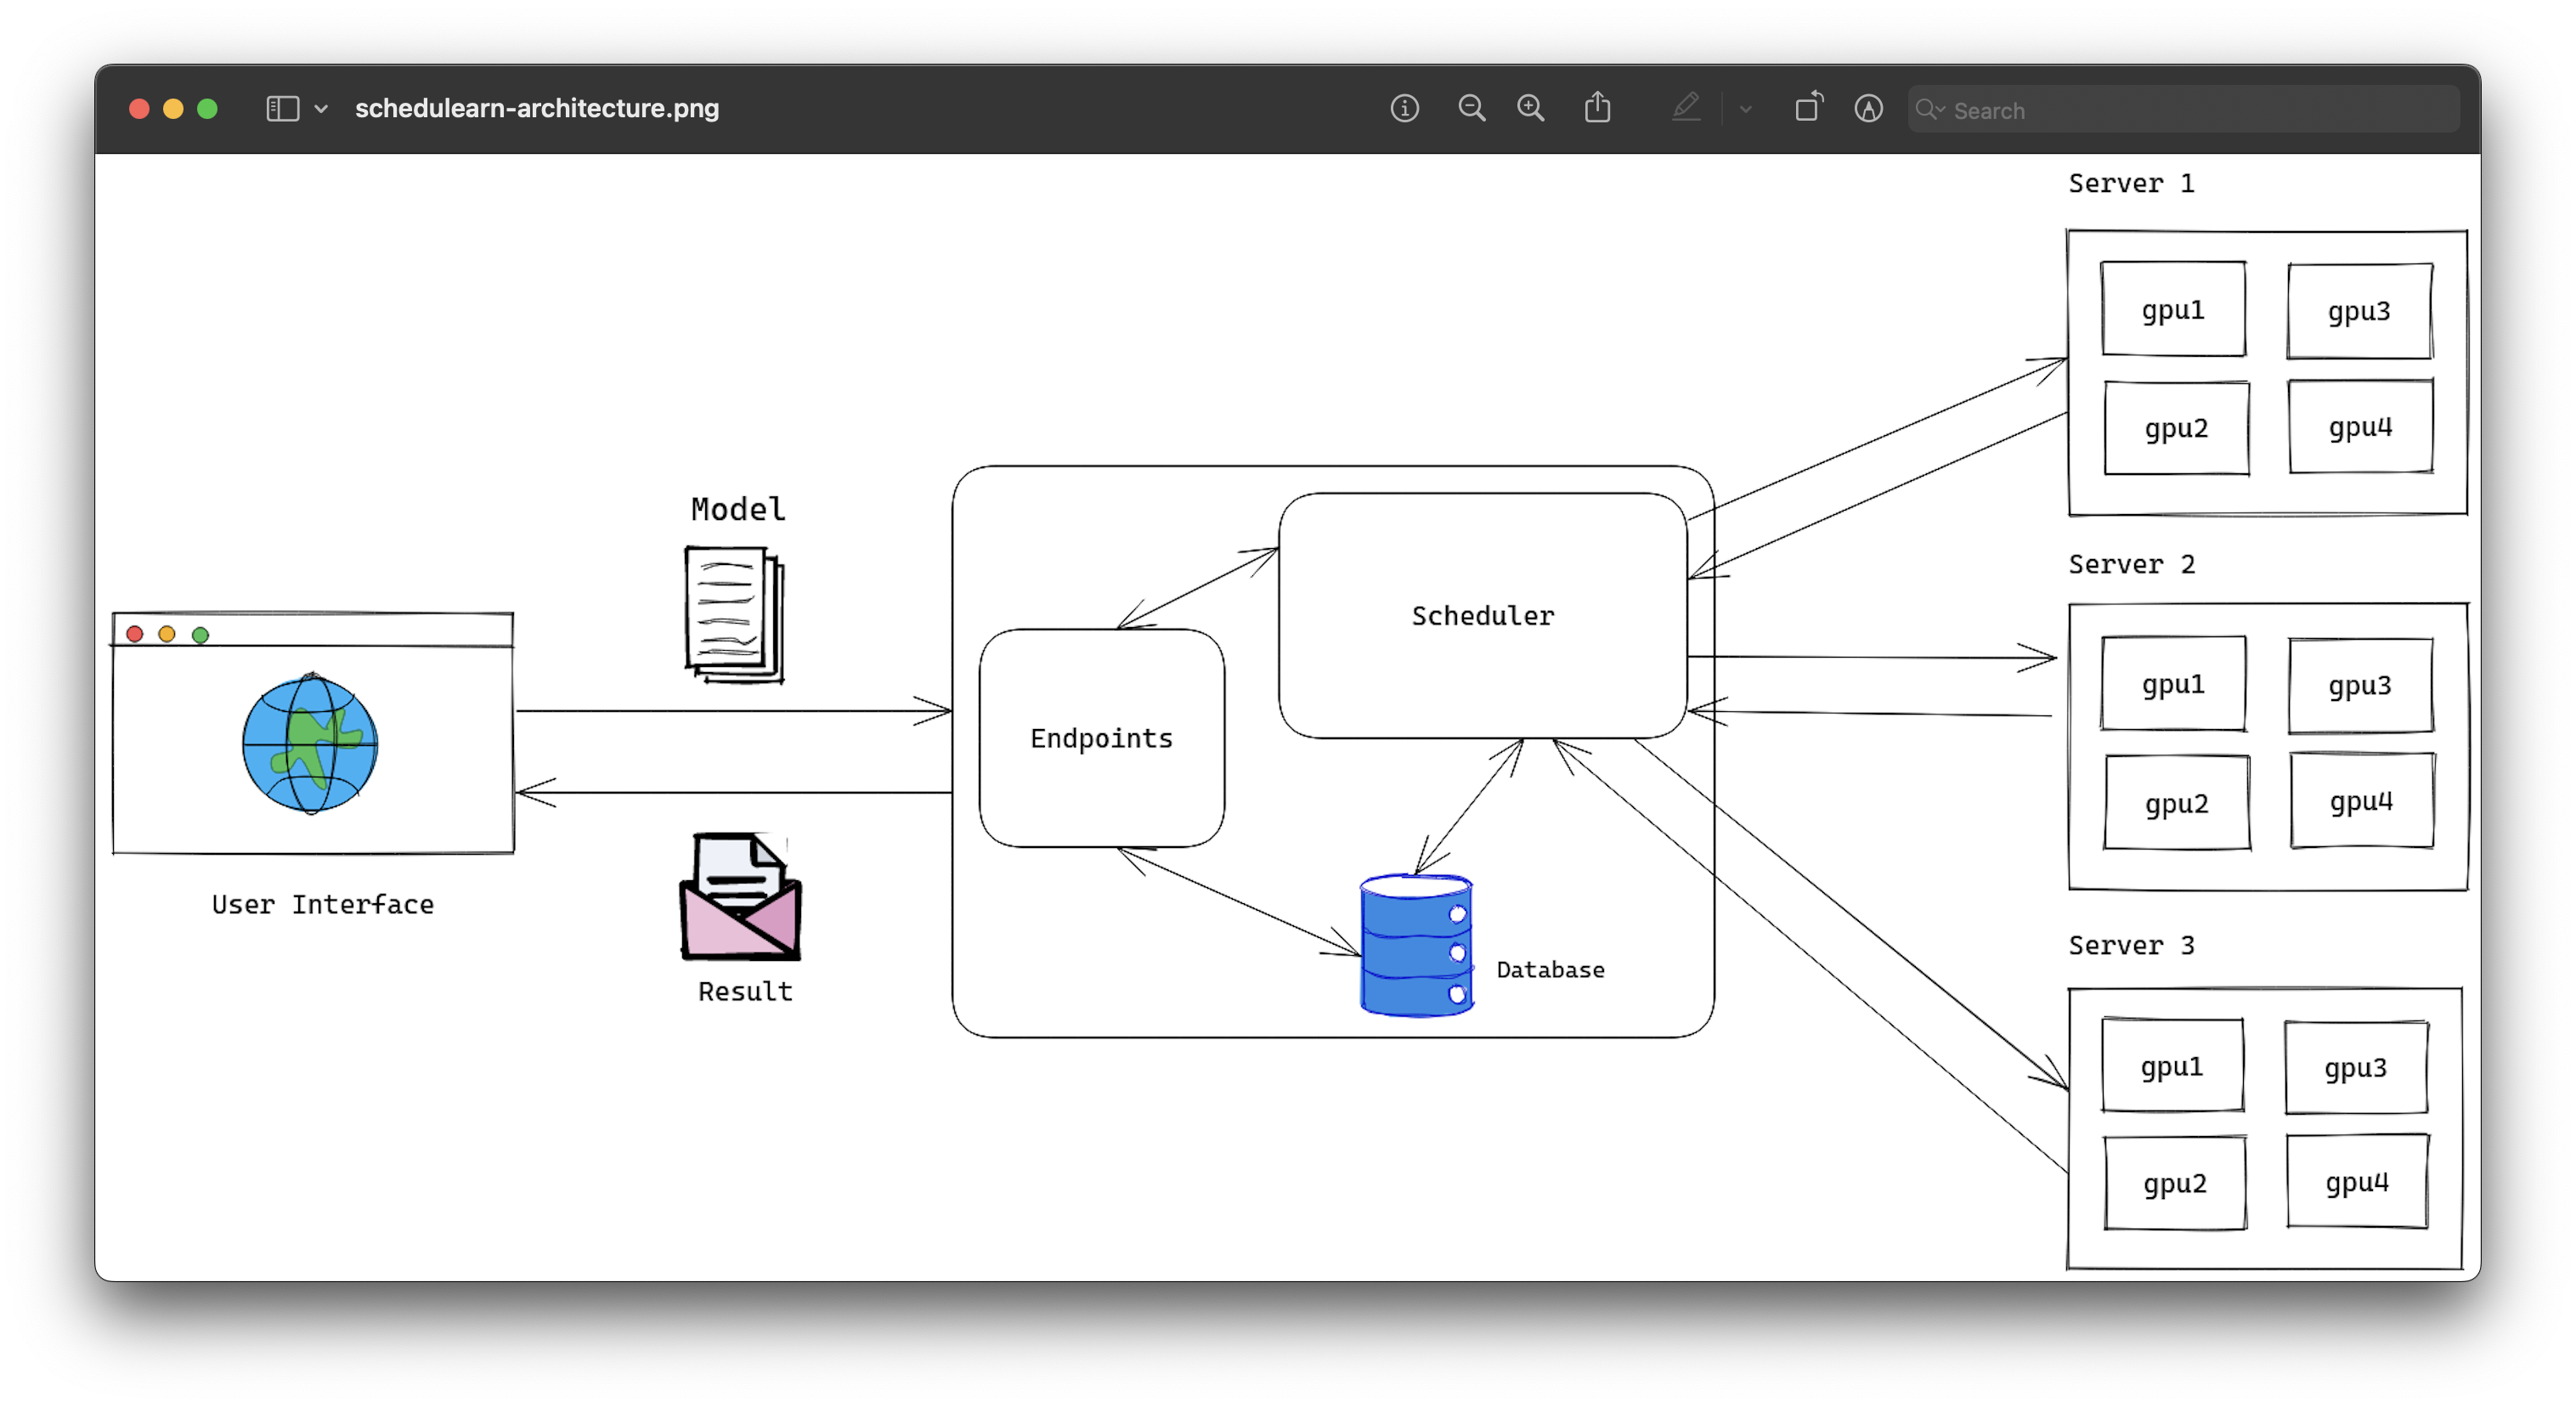 schedulearn-architecture.png
Search
Server 1
gpu1
gpu3
gpu2
gpu4
Model
Scheduler
Server 2
Endpoints
gpu1
gpu3
gpu2
gpu4
User Interface
Result
Database
Server 3
gpu1
gpu3
gpu2
gpu4